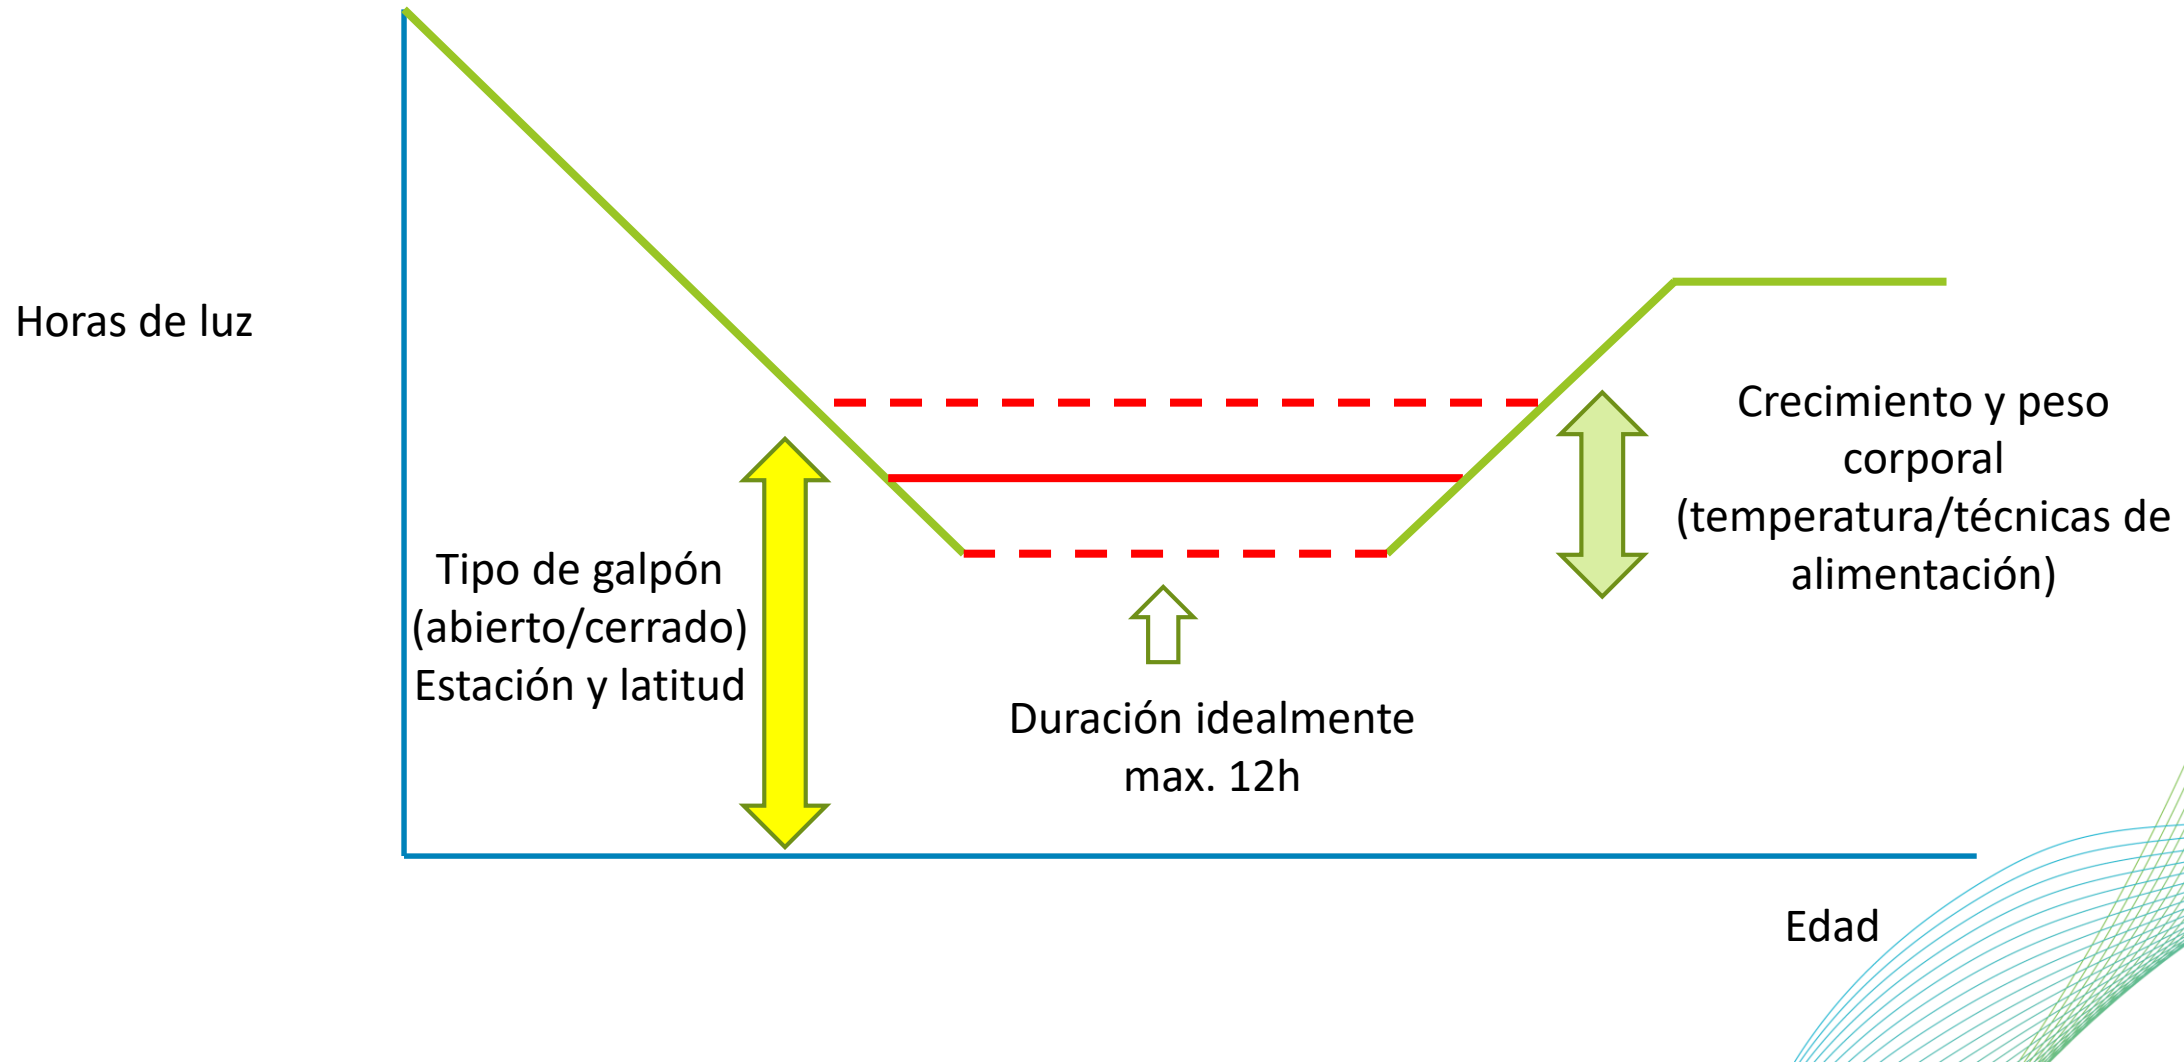 Horas de luz
Tipo de galpón
(abierto/cerrado)
Estación y latitud
Duración idealmente
max. 12h
Crecimiento y peso
corporal
(temperatura/técnicas de
alimentación)
Edad